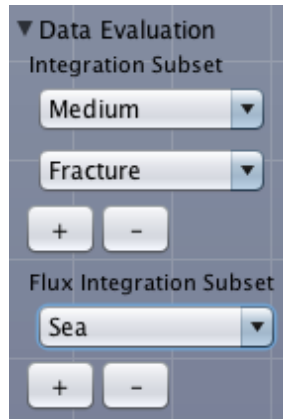 Data Evaluation
Integration Subset
Medium
Fracture
+ -
Flux Integration Subset
Sea
+ -